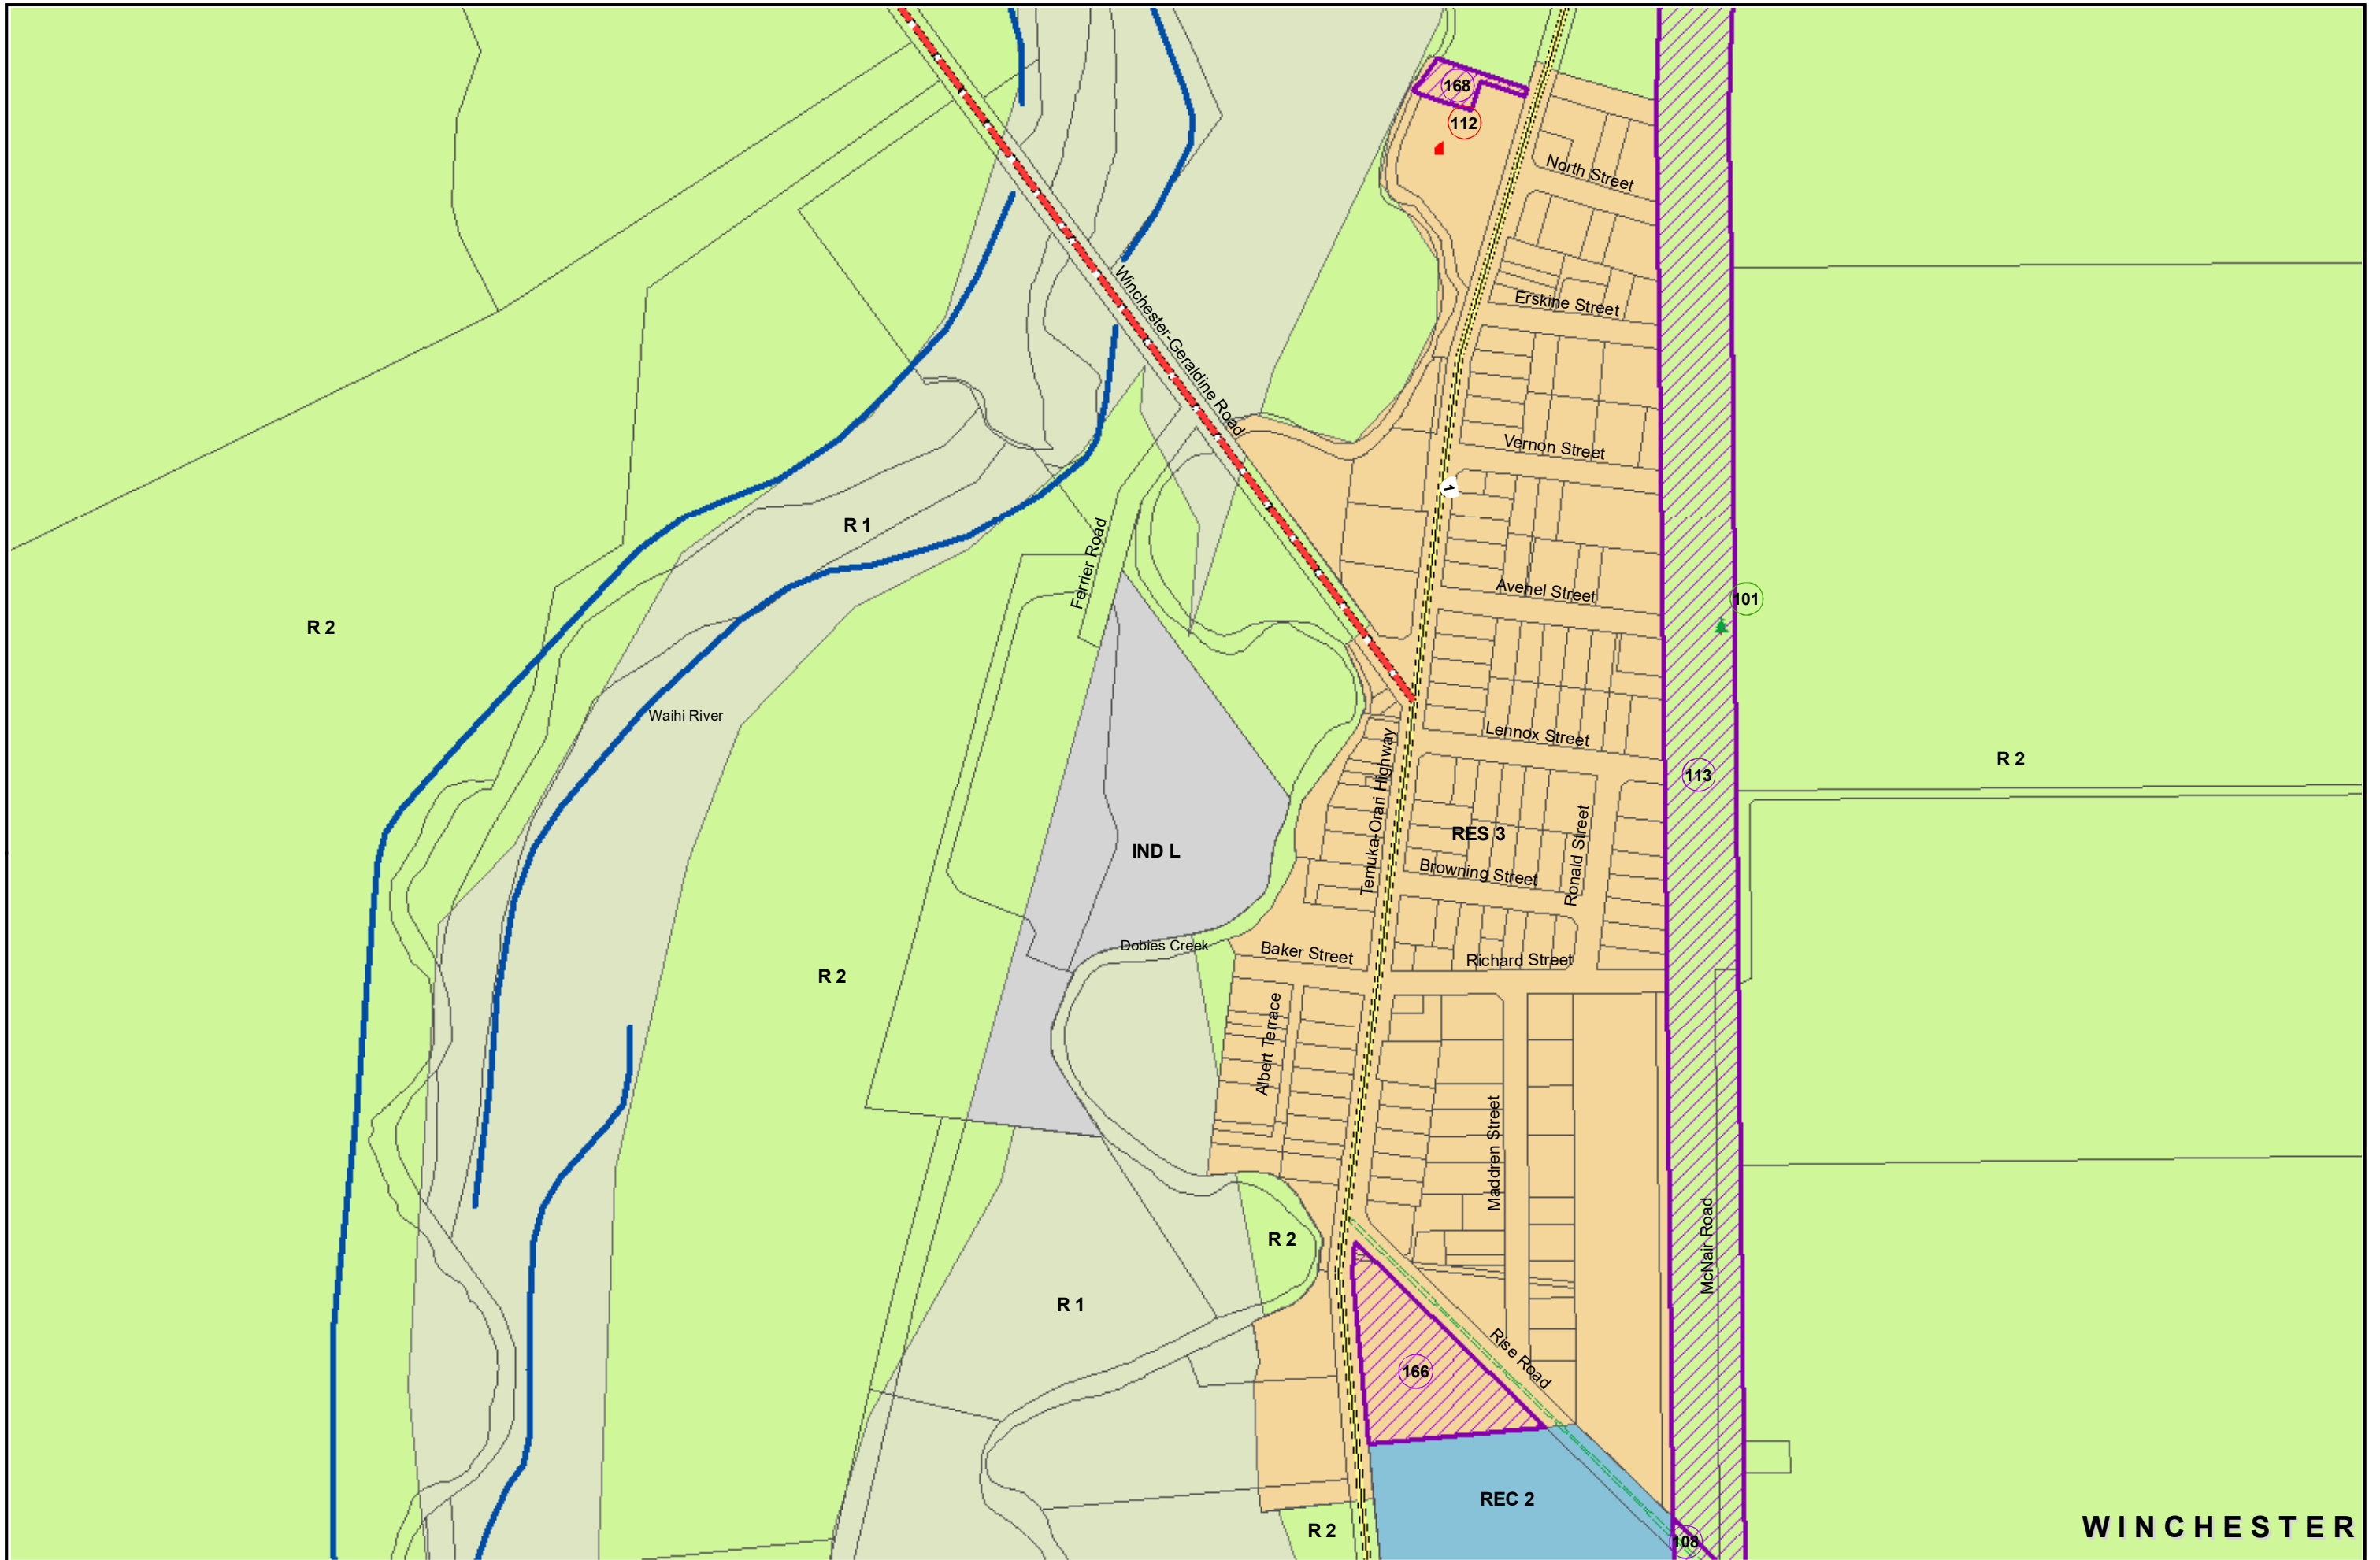 168
112
North Street
Winchester-Geraldine Road
Erskine Street
Vernon Street
1
R 1
Ferrier Road
Avenel Street
101
R 2
Waihi River
Lennox Street
Temuka-Orari Highway
113
R 2
RES 3
Ronald Street
IND L
Browning Street
Dobies Creek
Baker Street
Richard Street
R 2
Albert Terrace
Maddren Street
McNair Road
R 2
R 1
Rise Road
166
REC 2
R 2
108
WINCHESTER